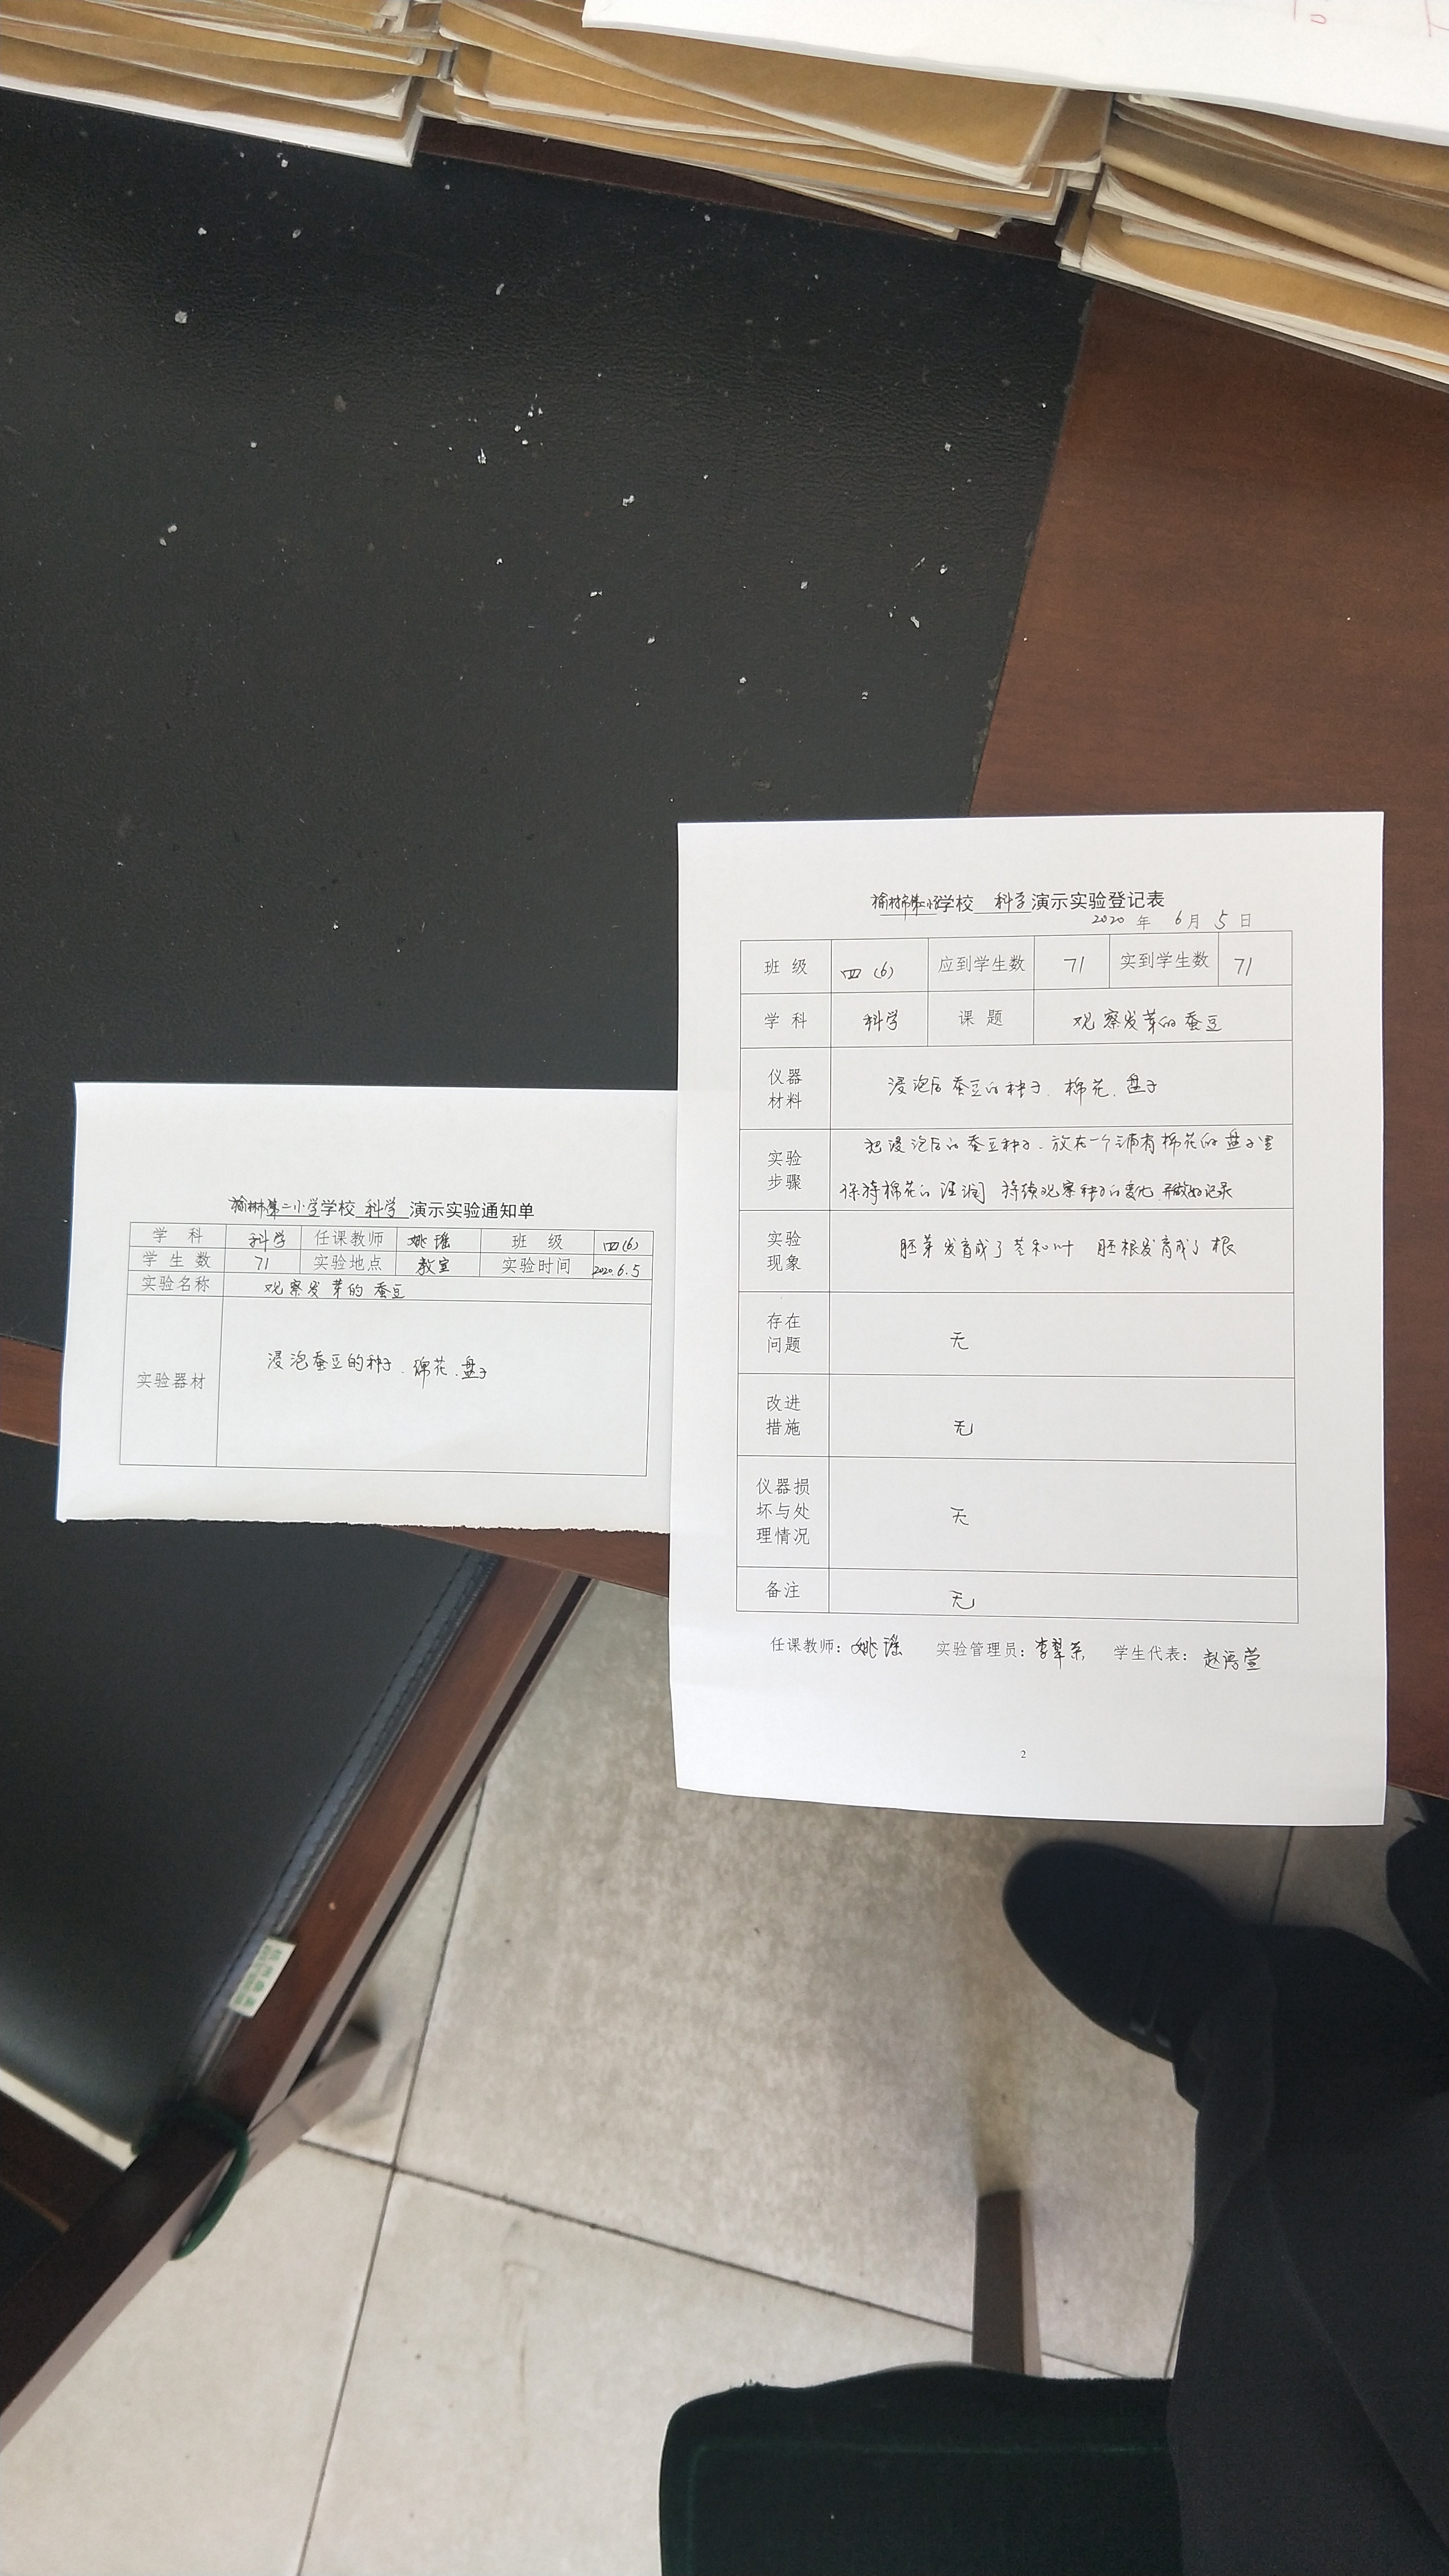 榆树市第二小学学校 科学 演示实验通知单
学 科 科学 任课教师 姚瑶 班 级 四(6)
学 生 数 71 实验地点 教室 实验时间 2020.6.5
实验名称 观察发芽的蚕豆
实验器材 浸泡蚕豆的种子、棉花、盘子
学校 科学 演示实验登记表
2020 年 6 月 5 日
班 级 四(6) 应到学生数 71 实到学生数 71
学 科 科学 课 题 观察发芽的蚕豆
仪器
材料
浸泡后蚕豆的种子、棉花、盘子
实验
步骤
把浸泡后的蚕豆种子、放在一个铺有棉花的盘子里
保持棉花的湿润 持续观察种子的变化 并做好记录
实验
现象
胚芽发育成了茎和叶 胚根发育成了根
存在
问题
无
改进
措施
无
仪器损
坏与处
理情况
无
备注 无
任课教师：姚瑶 实验管理员：李翠 学生代表：赵语萱
2